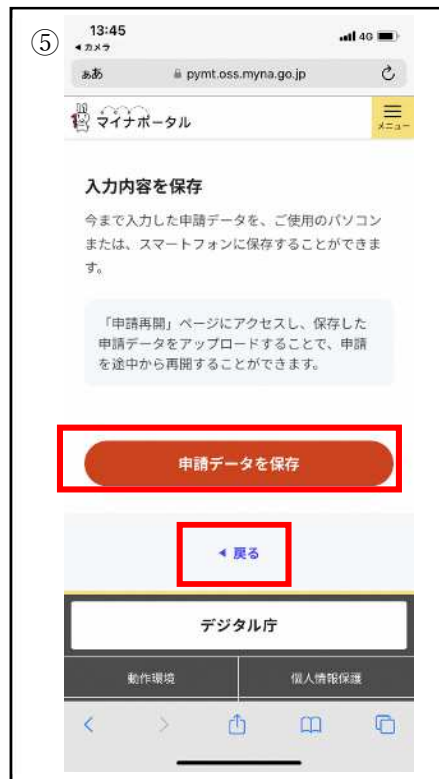 ⑤
13:45
4G
◀ カメラ
ぁあ
pymt.oss.myna.go.jp
マイナポータル
メニュー
入力内容を保存
今まで入力した申請データを、ご使用のパソコン
または、スマートフォンに保存することができま
す。
「申請再開」ページにアクセスし、保存した
申請データをアップロードすることで、申請
を途中から再開することができます。
申請データを保存
◀ 戻る
デジタル庁
動作環境
個人情報保護